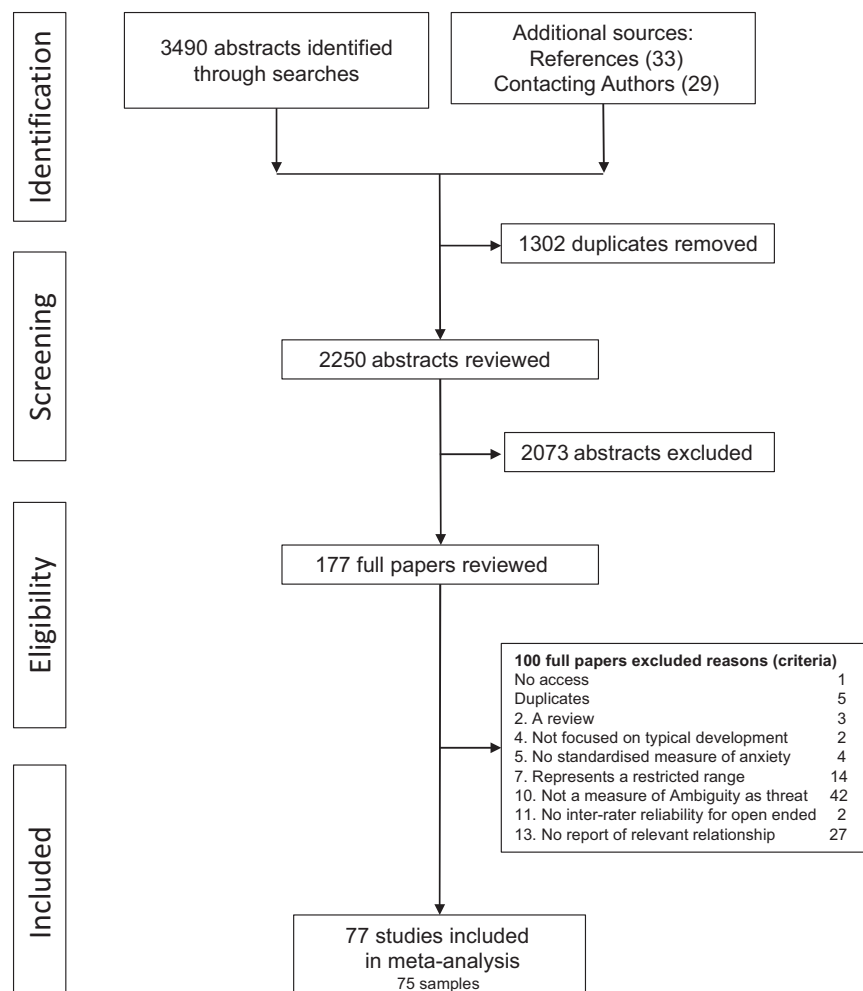 Identification
3490 abstracts identified
through searches
Additional sources:
References (33)
Contacting Authors (29)
1302 duplicates removed
Screening
2250 abstracts reviewed
2073 abstracts excluded
Eligibility
177 full papers reviewed
100 full papers excluded reasons (criteria)
No access 1
Duplicates 5
2. A review 3
4. Not focused on typical development 2
5. No standardised measure of anxiety 4
7. Represents a restricted range 14
10. Not a measure of Ambiguity as threat 42
11. No inter-rater reliability for open ended 2
13. No report of relevant relationship 27
Included
77 studies included
in meta-analysis
75 samples